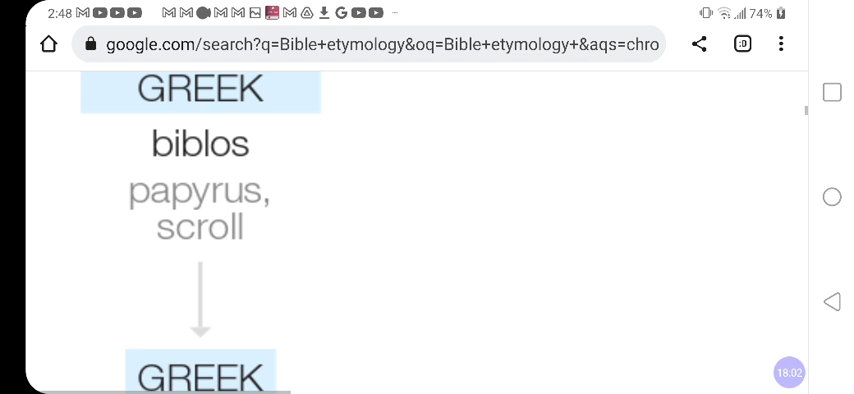 2:48
74%
google.com/search?q=Bible+etymology&oq=Bible+etymology+&aqs=chro
:D
GREEK
biblos
papyrus,
scroll
GREEK
18:02